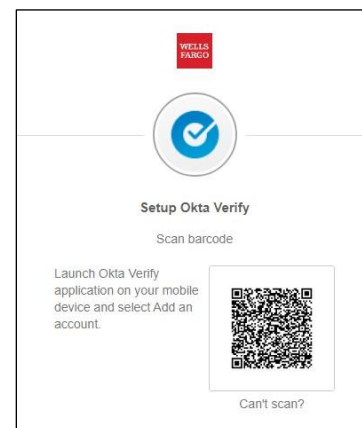 WELLS
FARGO
Setup Okta Verify
Scan barcode
Launch Okta Verify
application on your mobile
device and select Add an
account.
Can't scan?